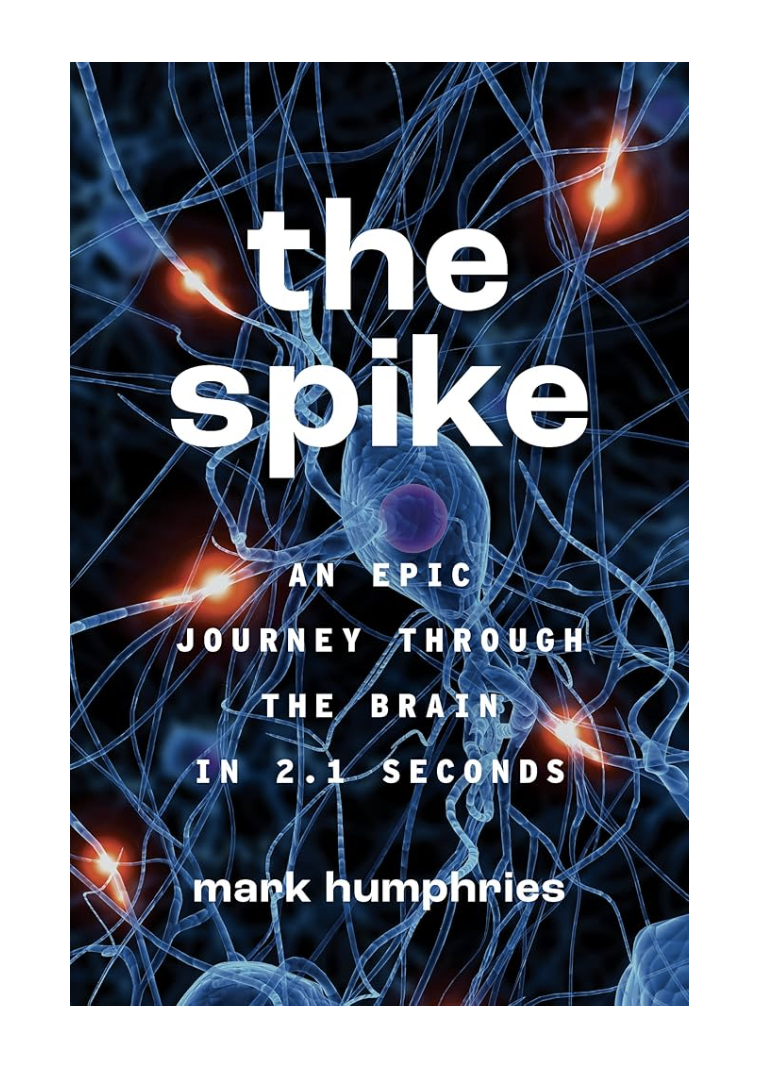 the
spike
AN EPIC
JOURNEY THROUGH
THE BRAIN
IN 2.1 SECONDS
mark humphries